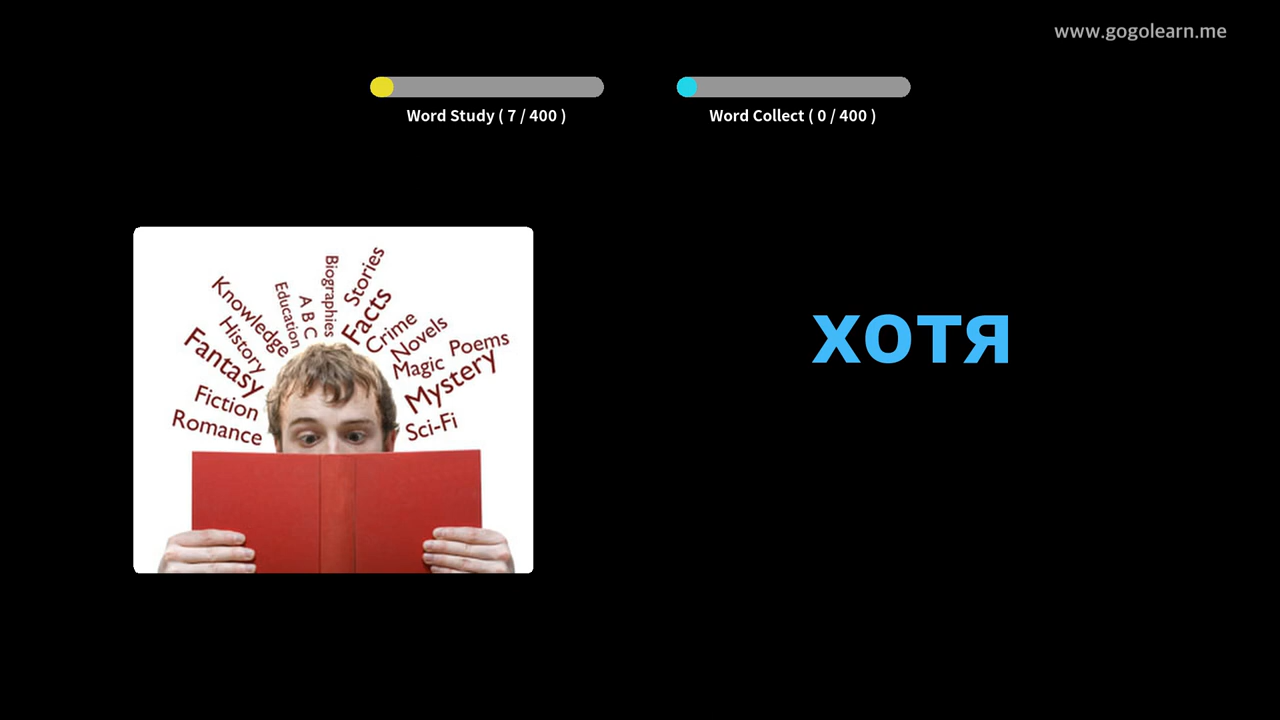 www.gogolearn.me
Word Study ( 7 / 400 )
Word Collect ( 0 / 400 )
Biographies
Stories
Knowledge
Education
A B C
Facts
History
Crime
Novels
Fantasy
Magic
Poems
Mystery
Fiction
Romance
Sci-Fi
хотя